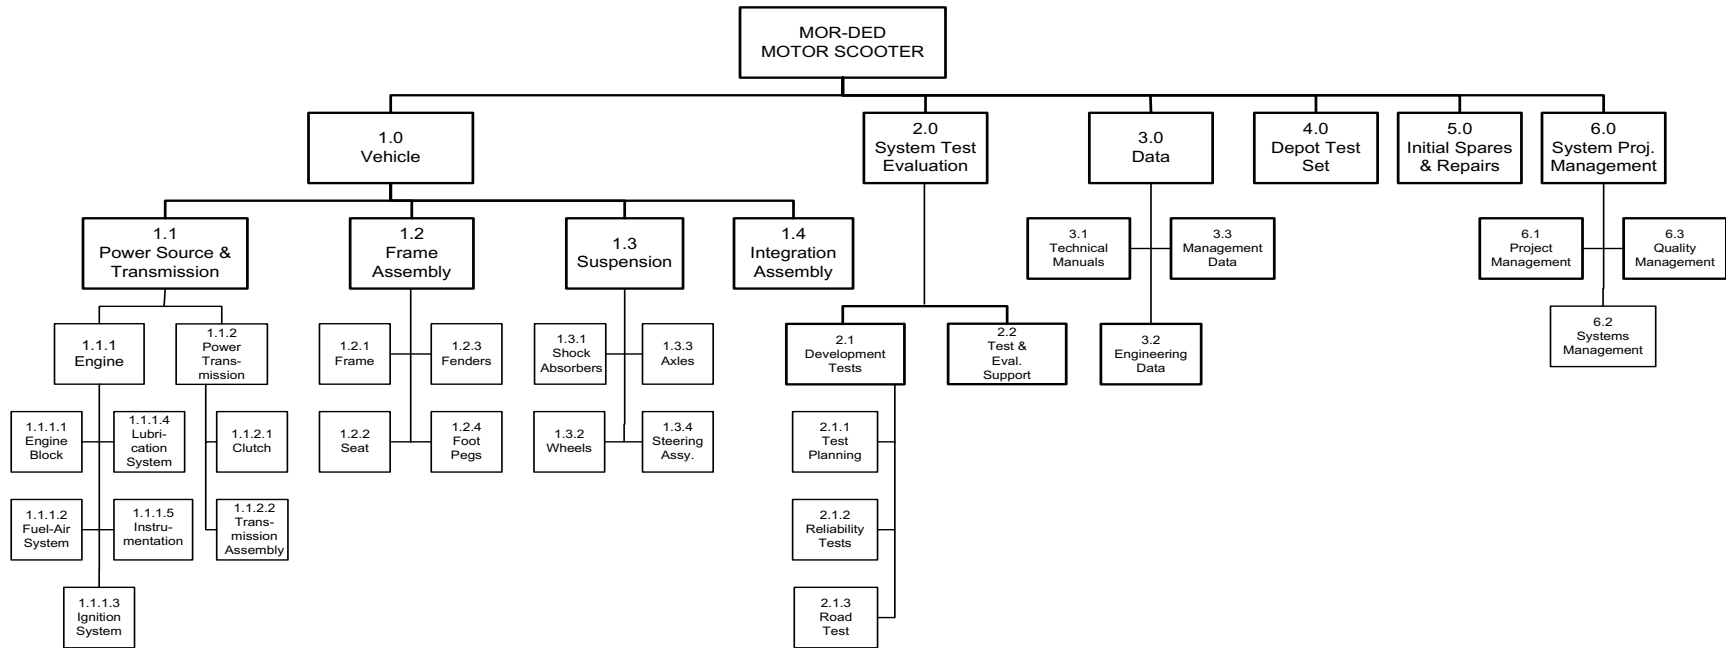 MOR-DED
MOTOR SCOOTER
1.0
Vehicle
2.0
System Test
Evaluation
3.0
Data
4.0
Depot Test
Set
5.0
Initial Spares
& Repairs
6.0
System Proj.
Management
1.1
Power Source &
Transmission
1.2
Frame
Assembly
1.3
Suspension
1.4
Integration
Assembly
3.1
Technical
Manuals
3.3
Management
Data
6.1
Project
Management
6.3
Quality
Management
1.1.1
Engine
1.1.2
Power
Trans-
mission
1.2.1
Frame
1.2.3
Fenders
1.3.1
Shock
Absorbers
1.3.3
Axles
2.1
Development
Tests
2.2
Test &
Eval.
Support
3.2
Engineering
Data
6.2
Systems
Management
1.1.1.1
Engine
Block
1.1.1.4
Lubri-
cation
System
1.1.2.1
Clutch
1.2.2
Seat
1.2.4
Foot
Pegs
1.3.2
Wheels
1.3.4
Steering
Assy.
2.1.1
Test
Planning
1.1.1.2
Fuel-Air
System
1.1.1.5
Instru-
mentation
1.1.2.2
Trans-
mission
Assembly
2.1.2
Reliability
Tests
1.1.1.3
Ignition
System
2.1.3
Road
Test